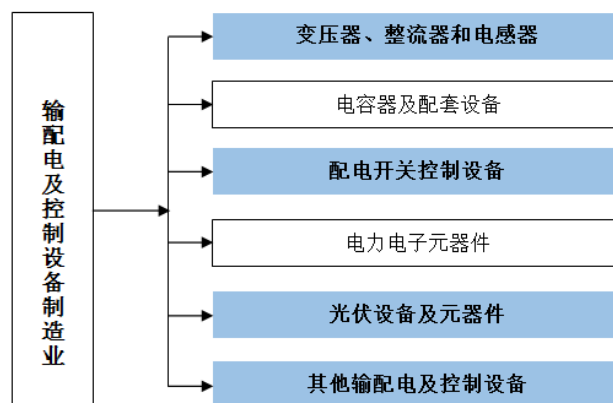 输配电及控制设备制造业
变压器、整流器和电感器
电容器及配套设备
配电开关控制设备
电力电子元器件
光伏设备及元器件
其他输配电及控制设备